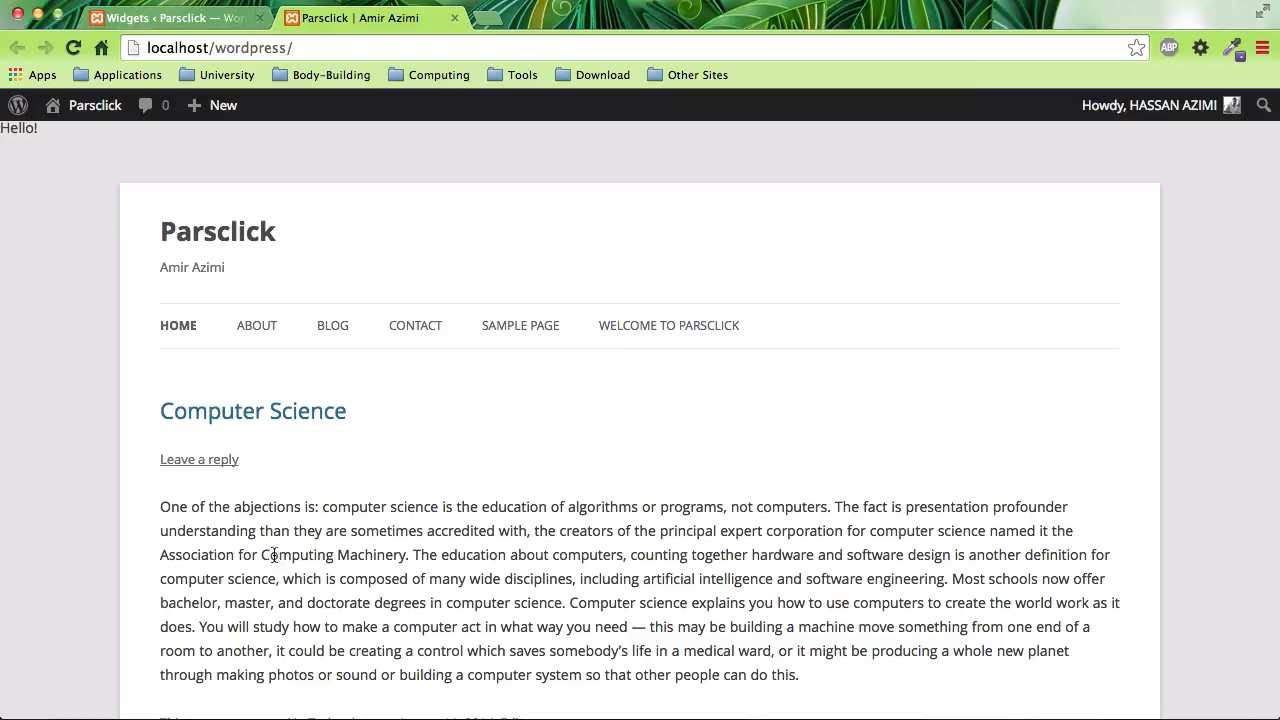 Widgets ‹ Parsclick — Wor
Parsclick | Amir Azimi
localhost/wordpress/
ABP
Apps Applications University Body-Building Computing Tools Download Other Sites
Parsclick 0 New Howdy, HASSAN AZIMI
Hello!
Parsclick
Amir Azimi
HOME ABOUT BLOG CONTACT SAMPLE PAGE WELCOME TO PARSCLICK
Computer Science
Leave a reply
One of the abjections is: computer science is the education of algorithms or programs, not computers. The fact is presentation profounder
understanding than they are sometimes accredited with, the creators of the principal expert corporation for computer science named it the
Association for Computing Machinery. The education about computers, counting together hardware and software design is another definition for
computer science, which is composed of many wide disciplines, including artificial intelligence and software engineering. Most schools now offer
bachelor, master, and doctorate degrees in computer science. Computer science explains you how to use computers to create the world work as it
does. You will study how to make a computer act in what way you need — this may be building a machine move something from one end of a
room to another, it could be creating a control which saves somebody's life in a medical ward, or it might be producing a whole new planet
through making photos or sound or building a computer system so that other people can do this.